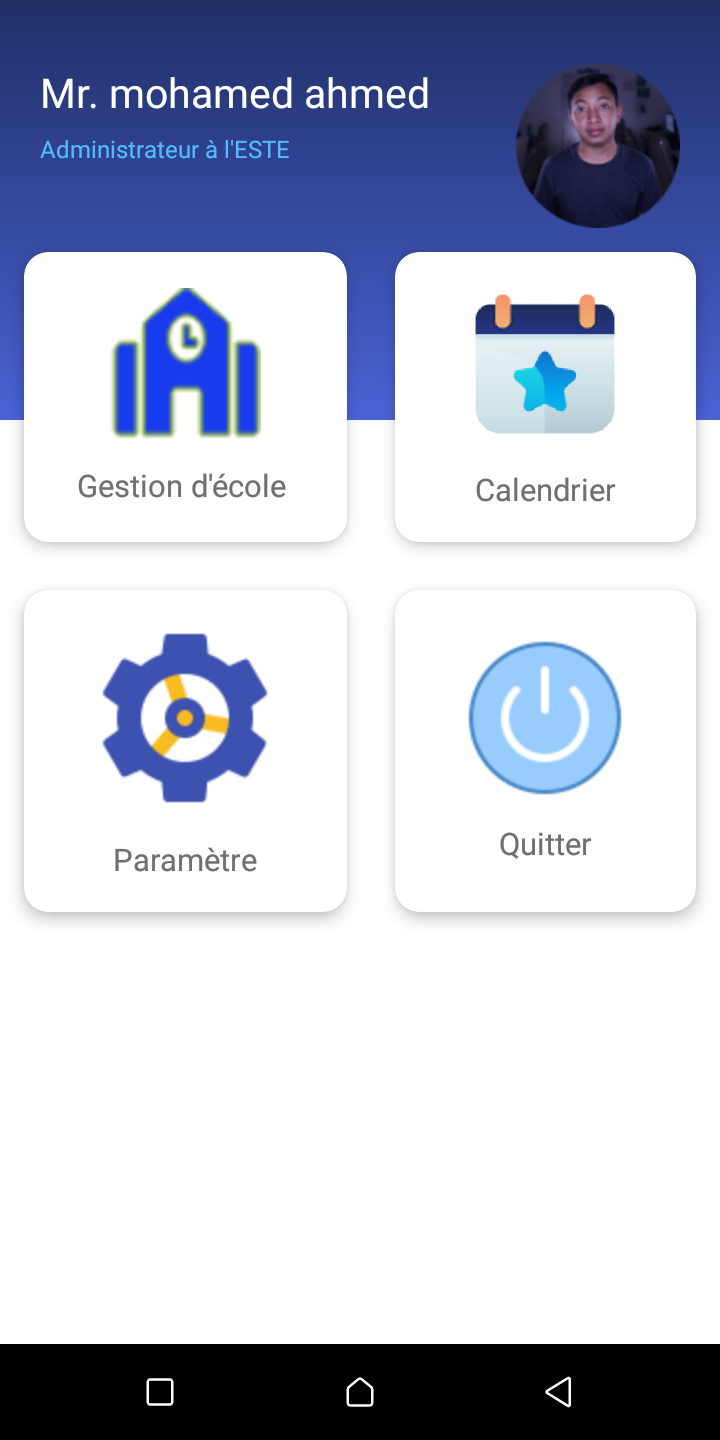 Mr. mohamed ahmed
Administrateur à l'ESTE
Gestion d'école
Calendrier
Paramètre
Quitter